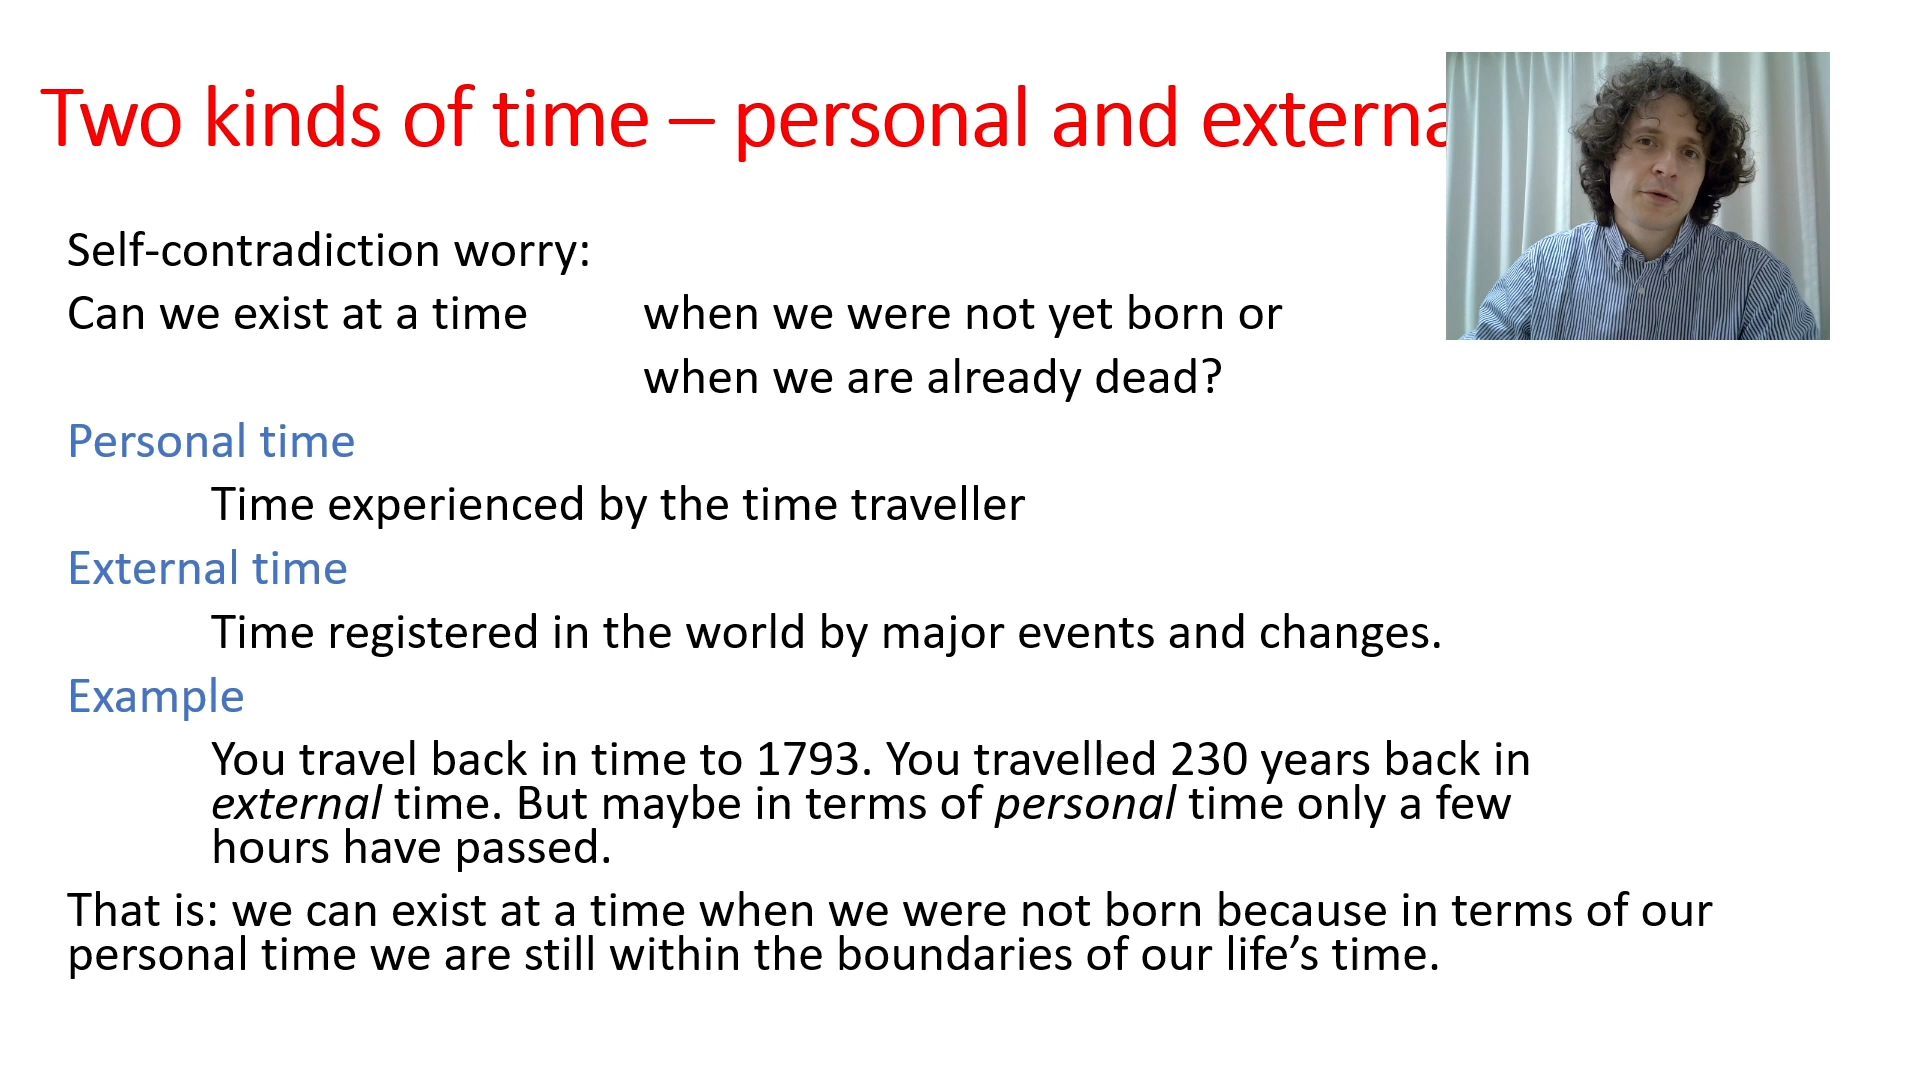 Two kinds of time – personal and externa
Self-contradiction worry:
Can we exist at a time when we were not yet born or
when we are already dead?
Personal time
Time experienced by the time traveller
External time
Time registered in the world by major events and changes.
Example
You travel back in time to 1793. You travelled 230 years back in
external time. But maybe in terms of personal time only a few
hours have passed.
That is: we can exist at a time when we were not born because in terms of our
personal time we are still within the boundaries of our life’s time.